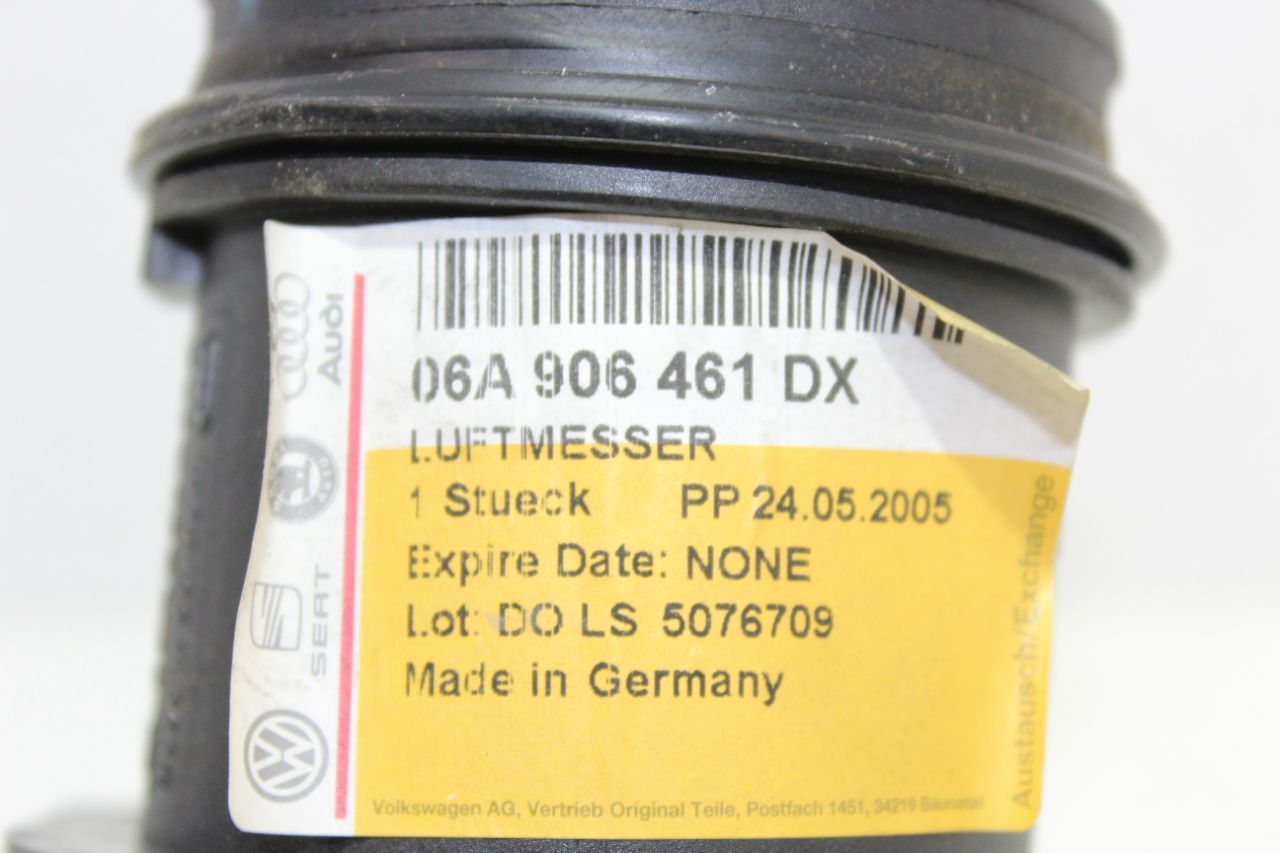 06A 906 461 DX
LUFTMESSER
1 Stueck PP 24.05.2005
Expire Date: NONE
Lot: DO LS 5076709
Made in Germany
Volkswagen AG, Vertrieb Original Teile, Postfach 1451, 34219 Baunatal
Austausch/Exchange
Audi
SEAT